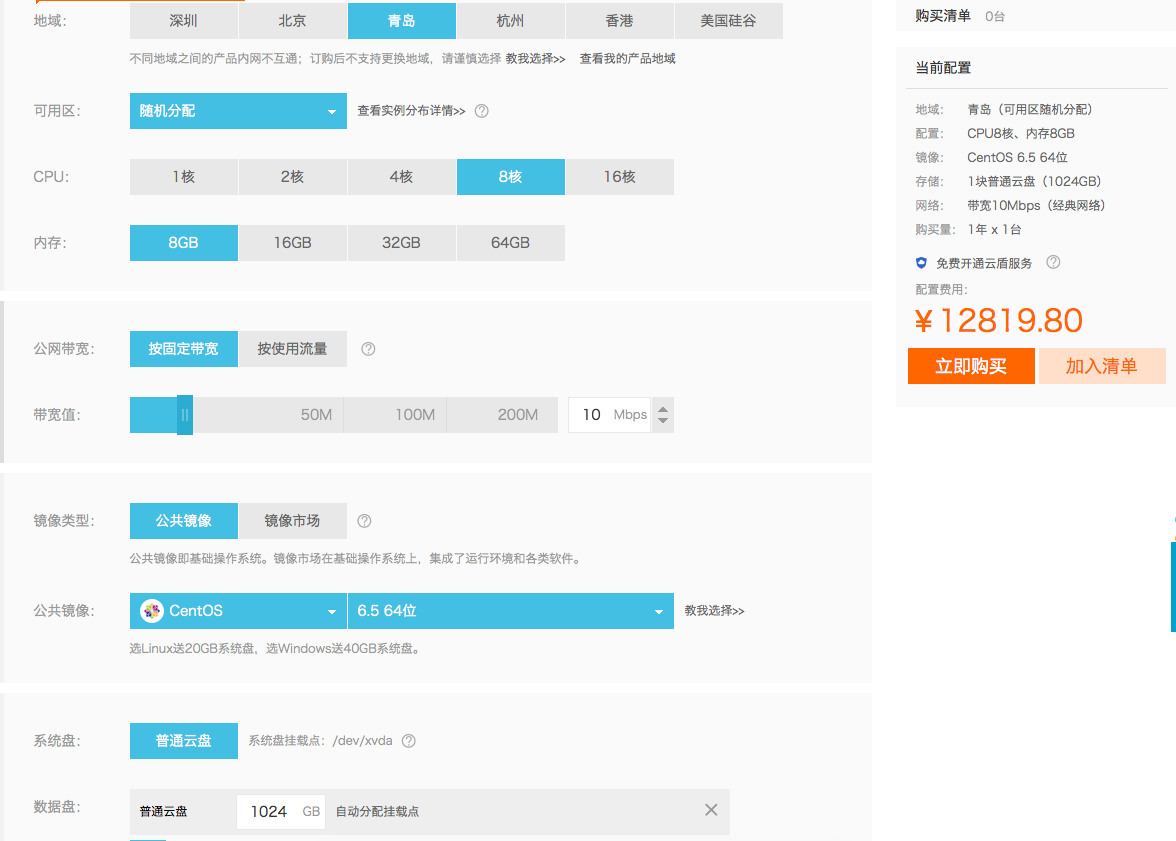 地域： 深圳 北京 青岛 杭州 香港 美国硅谷
不同地域之间的产品内网不互通；订购后不支持更换地域，请谨慎选择 教我选择>> 查看我的产品地域
可用区： 随机分配 查看实例分布详情>> ?
CPU： 1核 2核 4核 8核 16核
内存： 8GB 16GB 32GB 64GB
公网带宽： 按固定带宽 按使用流量 ?
带宽值： 50M 100M 200M 10 Mbps
镜像类型： 公共镜像 镜像市场 ?
公共镜像即基础操作系统。镜像市场在基础操作系统上，集成了运行环境和各类软件。
公共镜像： CentOS 6.5 64位 教我选择>>
选Linux送20GB系统盘，选Windows送40GB系统盘。
系统盘： 普通云盘 系统盘挂载点：/dev/xvda ?
数据盘： 普通云盘 1024 GB 自动分配挂载点
购买清单 0台
当前配置
地域： 青岛（可用区随机分配）
配置： CPU8核、内存8GB
镜像： CentOS 6.5 64位
存储： 1块普通云盘（1024GB）
网络： 带宽10Mbps（经典网络）
购买量： 1年 x 1台
免费开通云盾服务 ?
配置费用：
¥12819.80
立即购买 加入清单